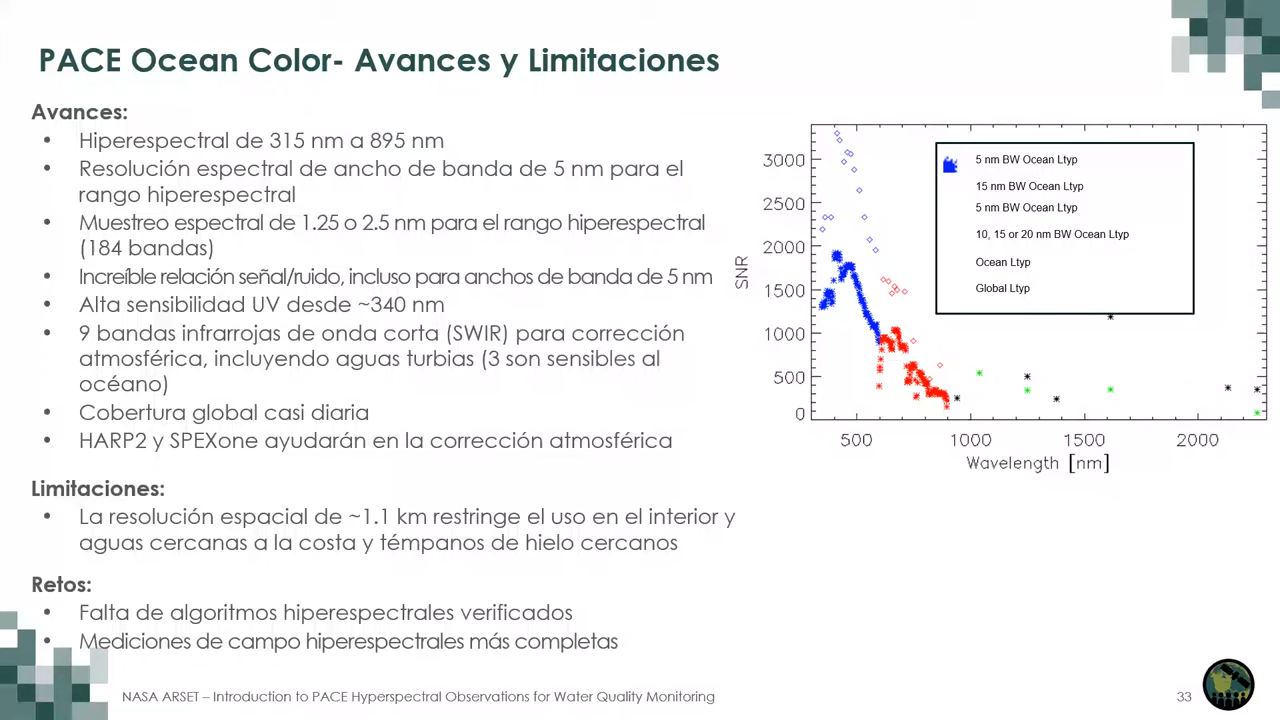 PACE Ocean Color- Avances y Limitaciones
Avances:
• Hiperespectral de 315 nm a 895 nm
• Resolución espectral de ancho de banda de 5 nm para el
rango hiperespectral
• Muestreo espectral de 1.25 o 2.5 nm para el rango hiperespectral
(184 bandas)
• Increíble relación señal/ruido, incluso para anchos de banda de 5 nm
• Alta sensibilidad UV desde ~340 nm
• 9 bandas infrarrojas de onda corta (SWIR) para corrección
atmosférica, incluyendo aguas turbias (3 son sensibles al
océano)
• Cobertura global casi diaria
• HARP2 y SPEXone ayudarán en la corrección atmosférica
Limitaciones:
• La resolución espacial de ~1.1 km restringe el uso en el interior y
aguas cercanas a la costa y témpanos de hielo cercanos
Retos:
• Falta de algoritmos hiperespectrales verificados
• Mediciones de campo hiperespectrales más completas
SNR
3000
2500
2000
1500
1000
500
0
5 nm BW Ocean Ltyp
15 nm BW Ocean Ltyp
5 nm BW Ocean Ltyp
10, 15 or 20 nm BW Ocean Ltyp
Ocean Ltyp
Global Ltyp
500 1000 1500 2000
Wavelength [nm]
NASA ARSET – Introduction to PACE Hyperspectral Observations for Water Quality Monitoring
33